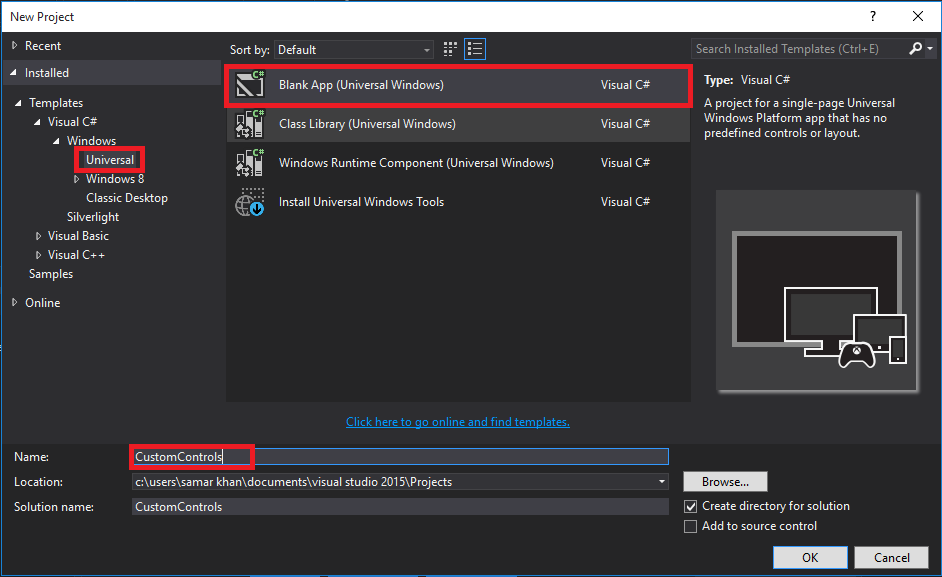 New Project
?
Recent
Sort by: Default
Search Installed Templates (Ctrl+E)
Installed
Templates
Visual C#
Windows
Universal
Windows 8
Classic Desktop
Silverlight
Visual Basic
Visual C++
Samples
Online
C# Blank App (Universal Windows) Visual C#
C# Class Library (Universal Windows) Visual C#
C# Windows Runtime Component (Universal Windows) Visual C#
Install Universal Windows Tools Visual C#
Type: Visual C#
A project for a single-page Universal
Windows Platform app that has no
predefined controls or layout.
Click here to go online and find templates.
Name: CustomControls
Location: c:\users\samar khan\documents\visual studio 2015\Projects
Browse...
Solution name: CustomControls
Create directory for solution
Add to source control
OK
Cancel